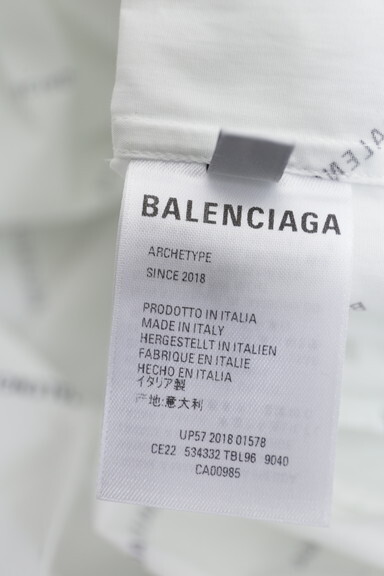 BALENCIAGA
ARCHETYPE
SINCE 2018
PRODOTTO IN ITALIA
MADE IN ITALY
HERGESTELLT IN ITALIEN
FABRIQUE EN ITALIE
HECHO EN ITALIA
イタリア製
产地:意大利
UP57 2018 01578
CE22 534332 TBL96 9040
CA00985